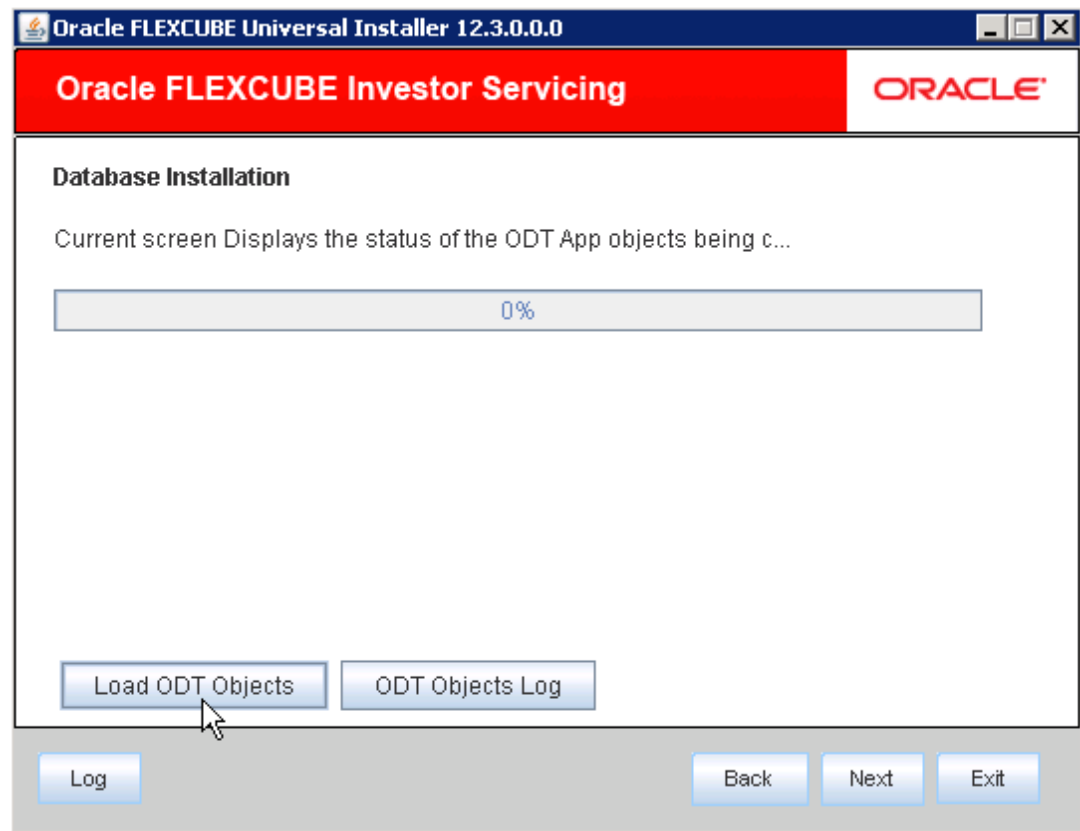 Oracle FLEXCUBE Universal Installer 12.3.0.0.0
Oracle FLEXCUBE Investor Servicing
ORACLE
Database Installation
Current screen Displays the status of the ODT App objects being c...
0%
Load ODT Objects
ODT Objects Log
Log
Back
Next
Exit